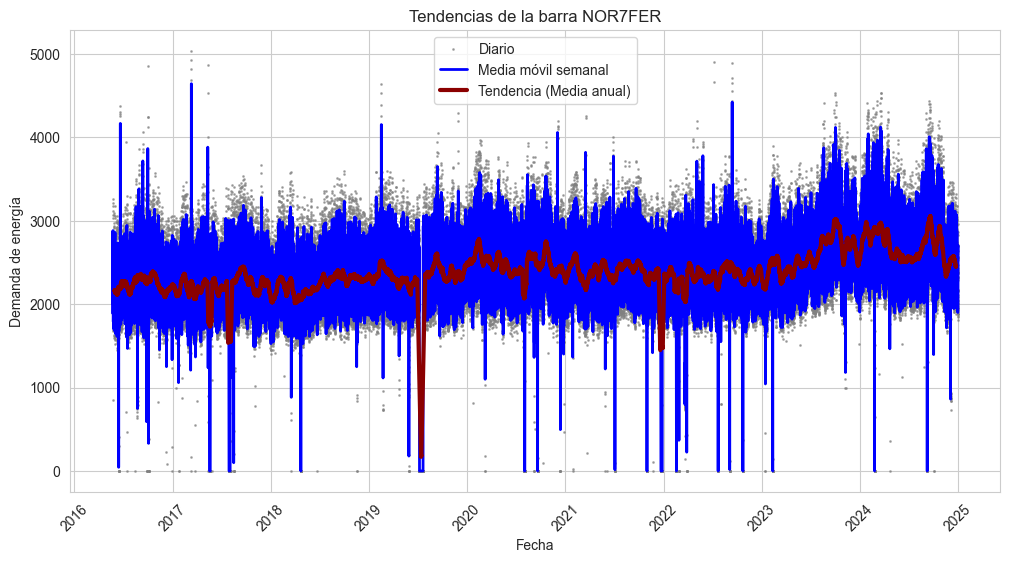 Tendencias de la barra NOR7FER
Diario
Media móvil semanal
Tendencia (Media anual)
Demanda de energía
5000
4000
3000
2000
1000
0
2016
2017
2018
2019
2020
2021
2022
2023
2024
2025
Fecha